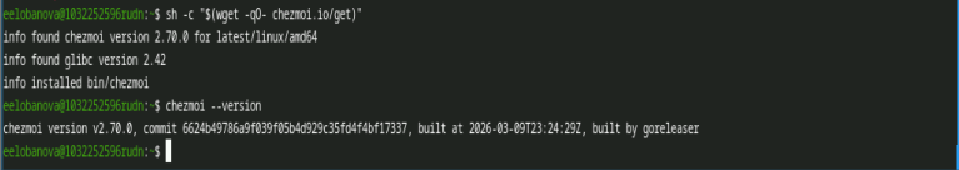 eelobanova@1032252596rudn:~$ sh -c "$(wget -qO- chezmoi.io/get)"
info found chezmoi version 2.70.0 for latest/linux/amd64
info found glibc version 2.42
info installed bin/chezmoi
eelobanova@1032252596rudn:~$ chezmoi --version
chezmoi version v2.70.0, commit 6624b49786a9f039f05b4d929c35fd4f4bf17337, built at 2026-03-09T23:24:29Z, built by goreleaser
eelobanova@1032252596rudn:~$